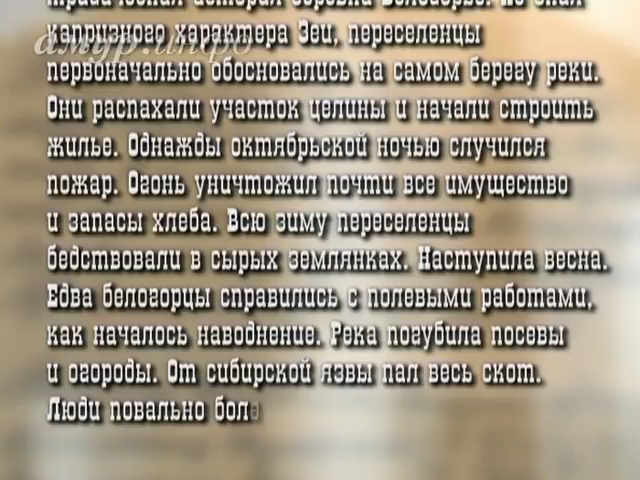 амур.инфо
капризного характера Зеи, переселенцы
первоначально обосновались на самом берегу реки.
Они распахали участок целины и начали строить
жилье. Однажды октябрьской ночью случился
пожар. Огонь уничтожил почти все имущество
и запасы хлеба. Всю зиму переселенцы
бедствовали в сырых землянках. Наступила весна.
Едва белогорцы справились с полевыми работами,
как началось наводнение. Река погубила посевы
и огороды. От сибирской язвы пал весь скот.
Люди повально боле